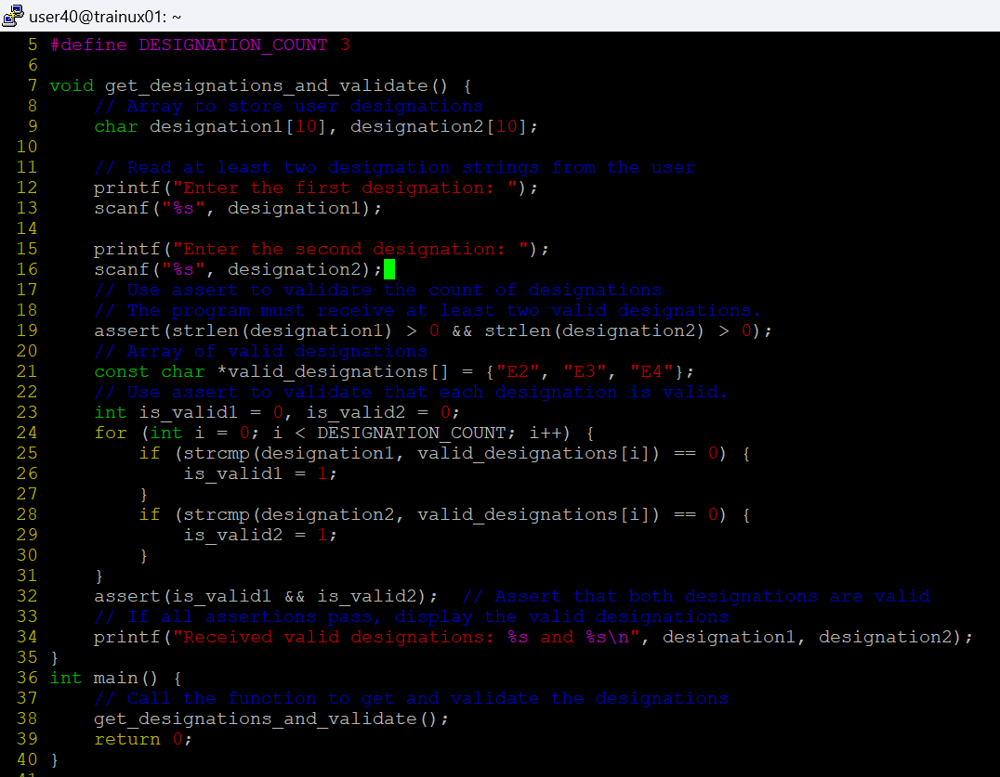 user40@trainux01: ~
5 #define DESIGNATION_COUNT 3
6
7 void get_designations_and_validate() {
8     // Array to store user designations
9     char designation1[10], designation2[10];
10
11     // Read at least two designation strings from the user
12     printf("Enter the first designation: ");
13     scanf("%s", designation1);
14
15     printf("Enter the second designation: ");
16     scanf("%s", designation2);
17     // Use assert to validate the count of designations
18     // The program must receive at least two valid designations.
19     assert(strlen(designation1) > 0 && strlen(designation2) > 0);
20     // Array of valid designations
21     const char *valid_designations[] = {"E2", "E3", "E4"};
22     // Use assert to validate that each designation is valid.
23     int is_valid1 = 0, is_valid2 = 0;
24     for (int i = 0; i < DESIGNATION_COUNT; i++) {
25         if (strcmp(designation1, valid_designations[i]) == 0) {
26             is_valid1 = 1;
27         }
28         if (strcmp(designation2, valid_designations[i]) == 0) {
29             is_valid2 = 1;
30         }
31     }
32     assert(is_valid1 && is_valid2);  // Assert that both designations are valid
33     // If all assertions pass, display the valid designations
34     printf("Received valid designations: %s and %s\n", designation1, designation2);
35 }
36 int main() {
37     // Call the function to get and validate the designations
38     get_designations_and_validate();
39     return 0;
40 }